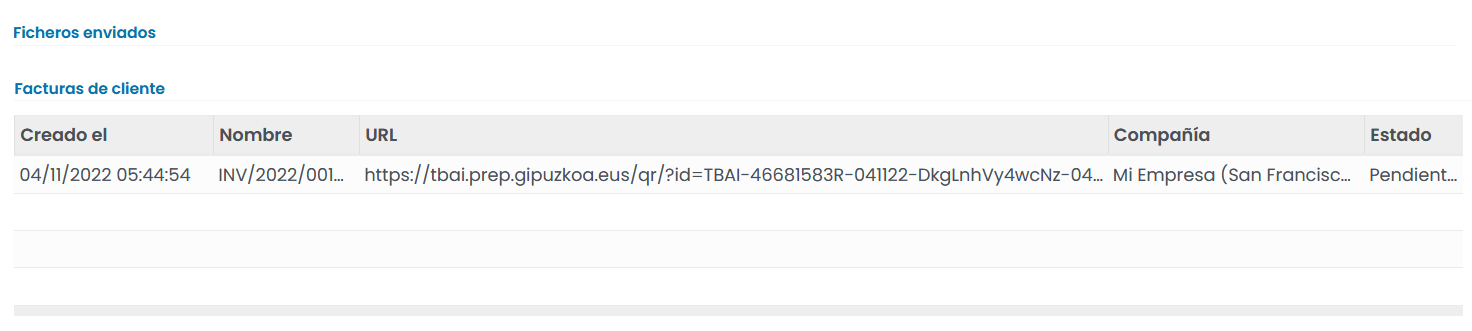 Ficheros enviados
Facturas de cliente
Creado el Nombre URL Compañía Estado
04/11/2022 05:44:54 INV/2022/001... https://tbai.prep.gipuzkoa.eus/qr/?id=TBAI-46681583R-041122-DkgLnhVy4wcNz-04... Mi Empresa (San Francisc... Pendient...